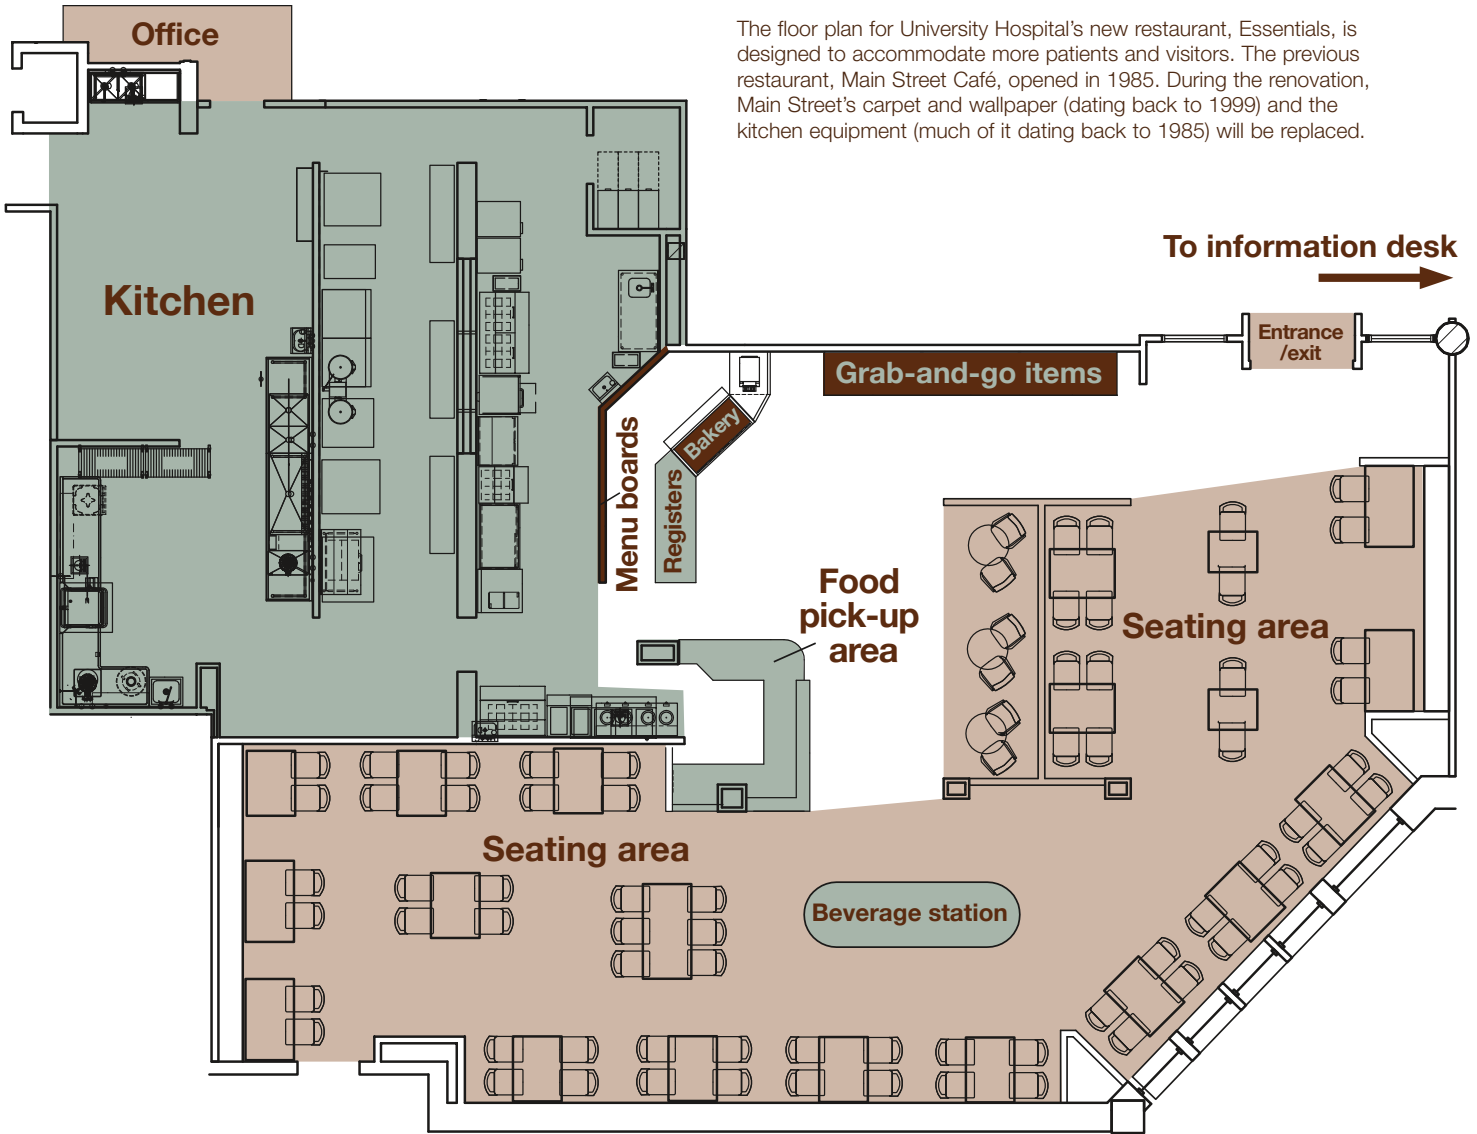 Office
The floor plan for University Hospital’s new restaurant, Essentials, is
designed to accommodate more patients and visitors. The previous
restaurant, Main Street Café, opened in 1985. During the renovation,
Main Street’s carpet and wallpaper (dating back to 1999) and the
kitchen equipment (much of it dating back to 1985) will be replaced.
To information desk
Kitchen
Entrance
/exit
Grab-and-go items
Bakery
Menu boards
Registers
Food
pick-up
area
Seating area
Seating area
Beverage station